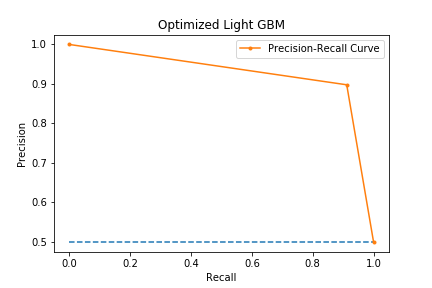 Optimized Light GBM
Precision-Recall Curve
1.0
0.9
0.8
0.7
0.6
0.5
Precision
0.0 0.2 0.4 0.6 0.8 1.0
Recall